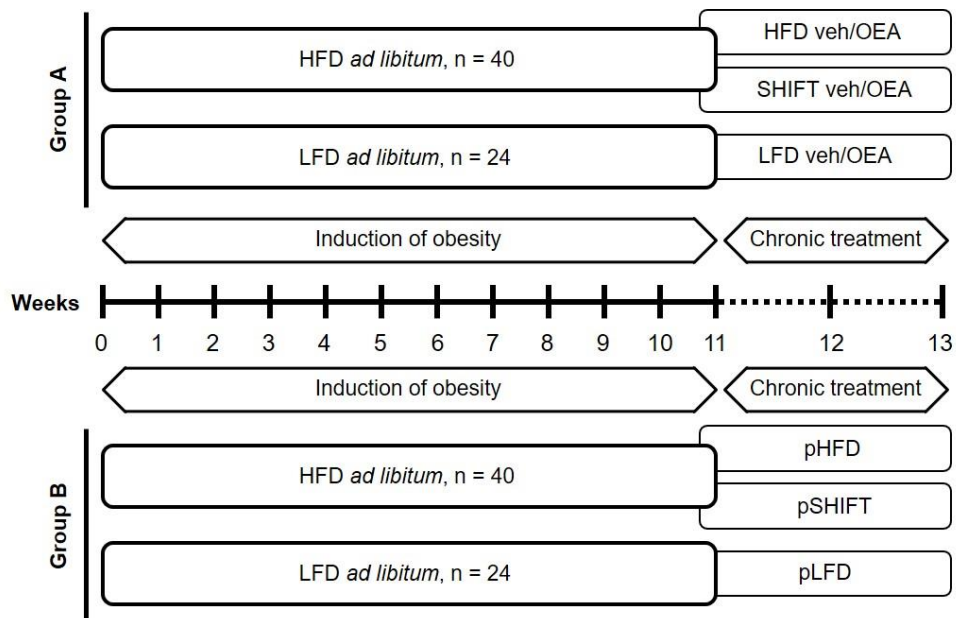 Group A
HFD ad libitum, n = 40
HFD veh/OEA
SHIFT veh/OEA
LFD ad libitum, n = 24
LFD veh/OEA
Induction of obesity
Chronic treatment
Weeks
0 1 2 3 4 5 6 7 8 9 10 11 12 13
Induction of obesity
Chronic treatment
Group B
HFD ad libitum, n = 40
pHFD
pSHIFT
LFD ad libitum, n = 24
pLFD